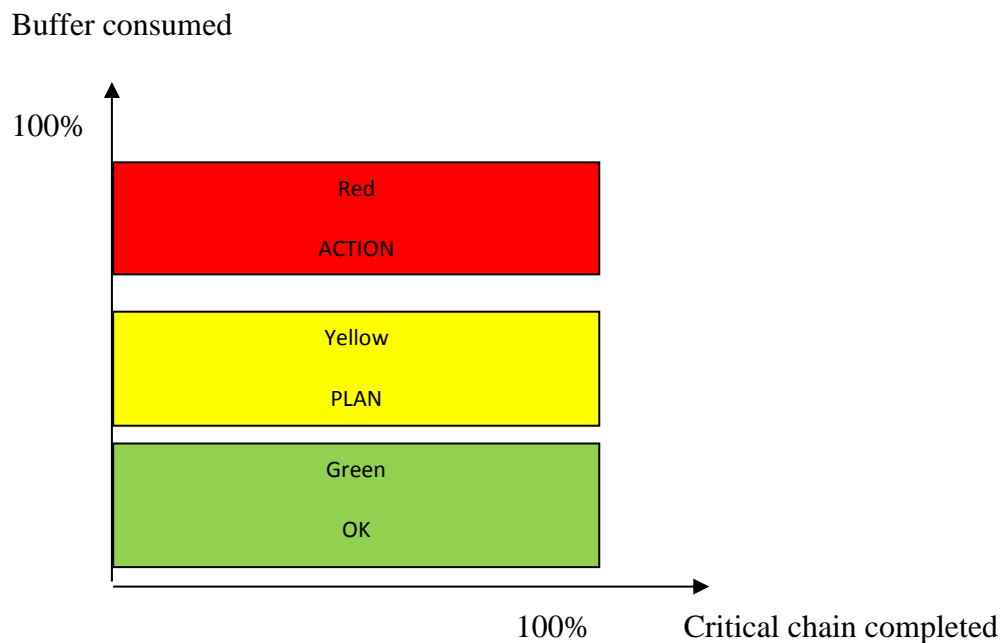 Buffer consumed
100%
Red
ACTION
Yellow
PLAN
Green
OK
100% Critical chain completed